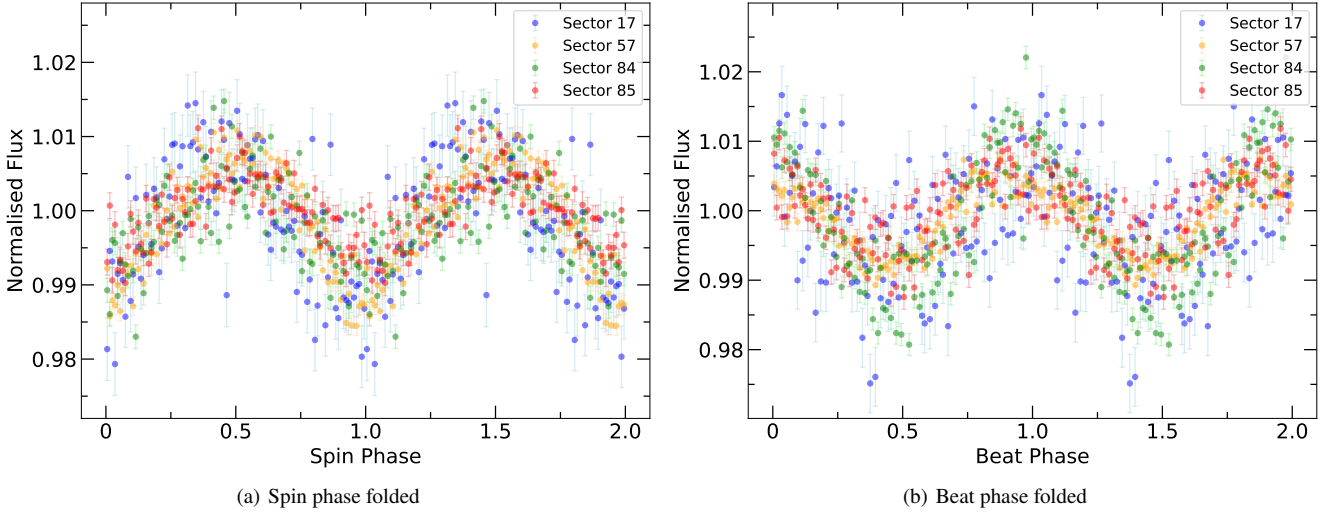 Sector 17
Sector 57
Sector 84
Sector 85
1.02
1.01
1.00
0.99
0.98
Normalised Flux
0
0.5
1.0
1.5
2.0
Spin Phase
(a) Spin phase folded
Sector 17
Sector 57
Sector 84
Sector 85
1.02
1.01
1.00
0.99
0.98
Normalised Flux
0
0.5
1.0
1.5
2.0
Beat Phase
(b) Beat phase folded